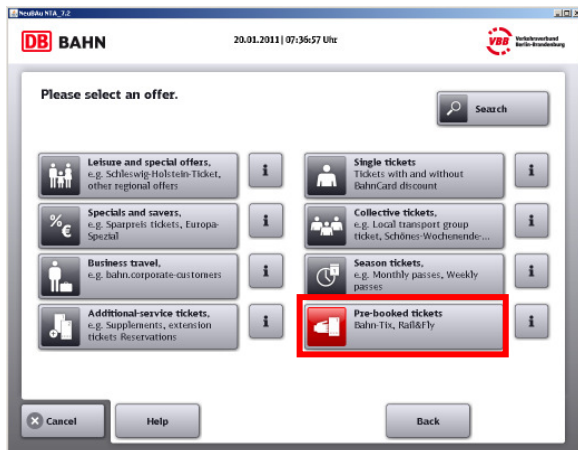 NeuBAu NTA_7.2
DB BAHN
20.01.2011 | 07:36:57 Uhr
VBB Verkehrsverbund
Berlin-Brandenburg
Please select an offer.
Search
Leisure and special offers,
e.g. Schleswig-Holstein-Ticket,
other regional offers
i
Single tickets
Tickets with and without
BahnCard discount
i
%€
Specials and savers,
e.g. Sparpreis tickets, Europa-
Spezial
i
Collective tickets,
e.g. Local transport group
ticket, Schönes-Wochenende-...
i
Business travel,
e.g. bahn.corporate-customers
i
Season tickets,
e.g. Monthly passes, Weekly
passes
i
Additional-service tickets,
e.g. Supplements, extension
tickets Reservations
i
Pre-booked tickets
Bahn-Tix, Rail&Fly
i
Cancel
Help
Back